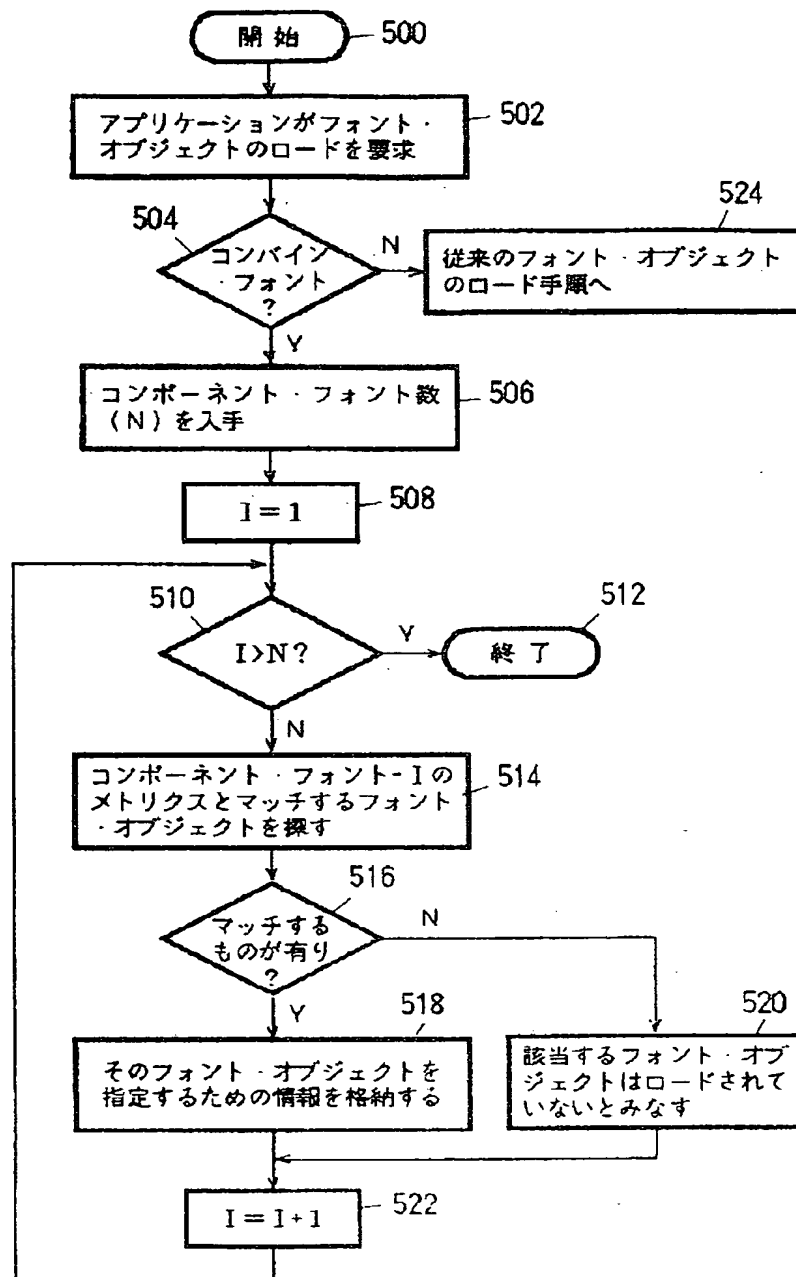 開始
500
アプリケーションがフォント・
オブジェクトのロードを要求
502
504
コンバイン
・フォント
?
N
524
従来のフォント・オブジェクト
のロード手順へ
Y
コンポーネント・フォント数
(N)を入手
506
I=1
508
510
I>N?
Y
512
終了
N
コンポーネント・フォント-Iの
メトリクスとマッチするフォント
・オブジェクトを探す
514
516
マッチする
ものが有り
?
N
Y
518
そのフォント・オブジェクトを
指定するための情報を格納する
520
該当するフォント・オブ
ジェクトはロードされて
いないとみなす
I=I+1
522